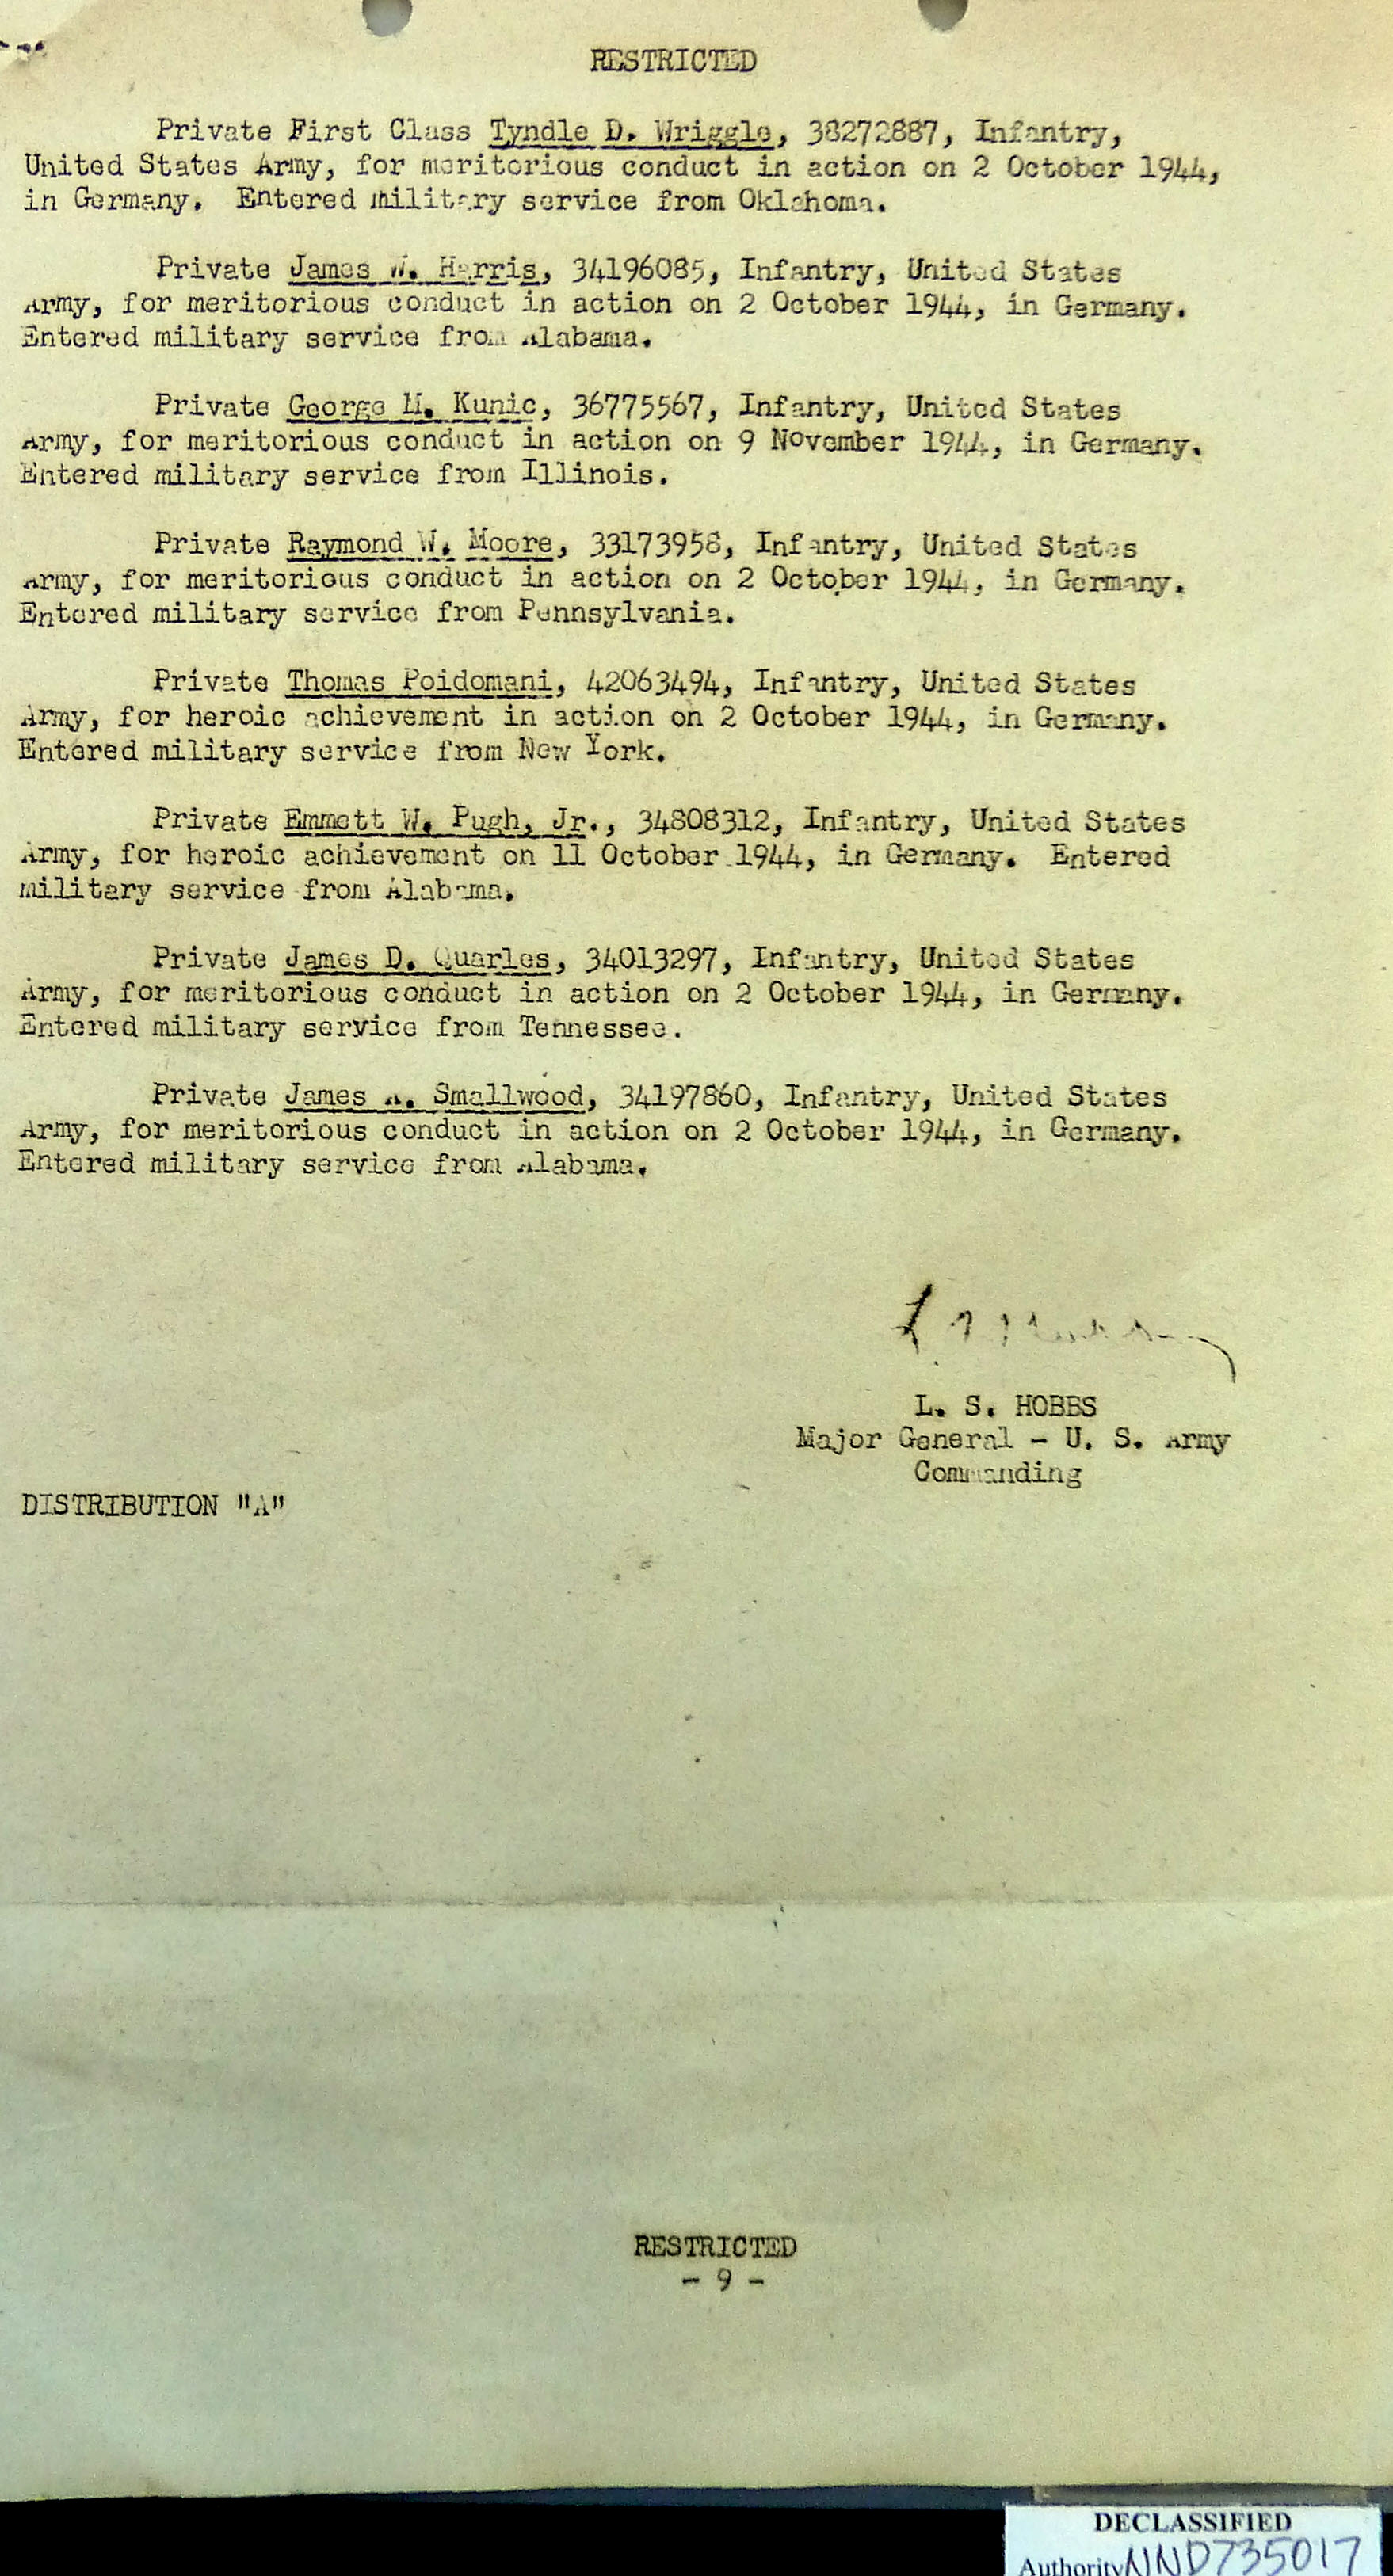 RESTRICTED
Private First Class Tyndle D. Wriggle, 38272887, Infantry,
United States Army, for meritorious conduct in action on 2 October 1944,
in Germany. Entered military service from Oklahoma.
Private James W. Harris, 34196085, Infantry, United States
Army, for meritorious conduct in action on 2 October 1944, in Germany.
Entered military service from Alabama.
Private George M. Kunic, 36775567, Infantry, United States
Army, for meritorious conduct in action on 9 November 1944, in Germany.
Entered military service from Illinois.
Private Raymond W. Moore, 33173958, Infantry, United States
Army, for meritorious conduct in action on 2 October 1944, in Germany.
Entered military service from Pennsylvania.
Private Thomas Poidomani, 42063494, Infantry, United States
Army, for heroic achievement in action on 2 October 1944, in Germany.
Entered military service from New York.
Private Emmett W. Pugh, Jr., 34808312, Infantry, United States
Army, for heroic achievement on 11 October 1944, in Germany. Entered
military service from Alabama.
Private James D. Quarles, 34013297, Infantry, United States
Army, for meritorious conduct in action on 2 October 1944, in Germany.
Entered military service from Tennessee.
Private James A. Smallwood, 34197860, Infantry, United States
Army, for meritorious conduct in action on 2 October 1944, in Germany.
Entered military service from Alabama.
L. S. HOBBS
Major General - U. S. Army
Commanding
DISTRIBUTION "A"
RESTRICTED
- 9 -
DECLASSIFIED
Authority NND735017